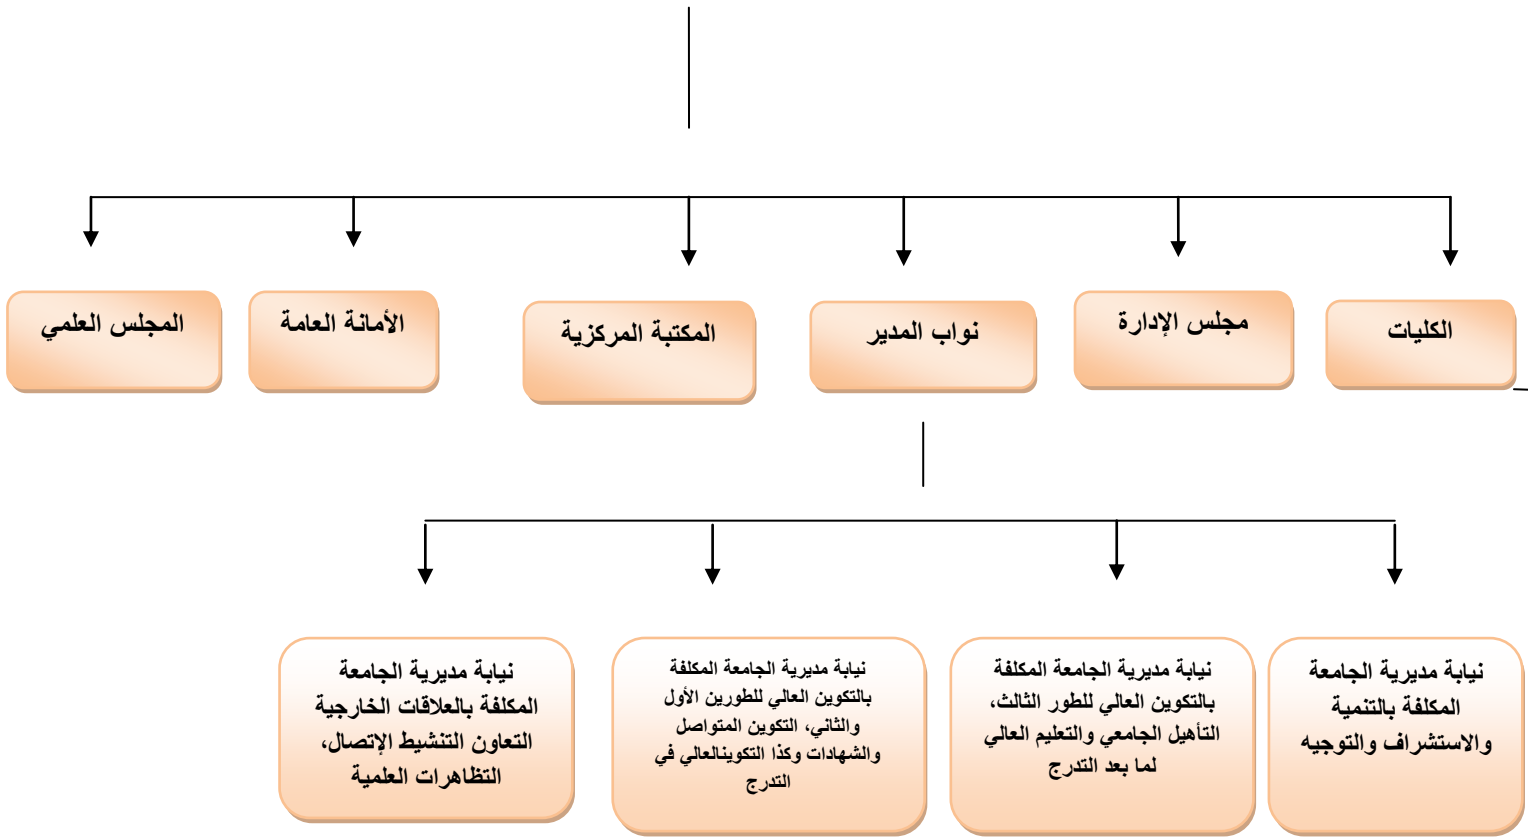 الكليات
مجلس الإدارة
نواب المدير
المكتبة المركزية
الأمانة العامة
المجلس العلمي
نيابة مديرية الجامعة
المكلفة بالتنمية
والاستشراف والتوجيه
نيابة مديرية الجامعة المكلفة
بالتكوين العالي للطور الثالث،
التأهيل الجامعي والتعليم العالي
لما بعد التدرج
نيابة مديرية الجامعة المكلفة
بالتكوين العالي للطورين الأول
والثاني، التكوين المتواصل
والشهادات وكذا التكوينالعالي في
التدرج
نيابة مديرية الجامعة
المكلفة بالعلاقات الخارجية
التعاون التنشيط الإتصال،
التظاهرات العلمية